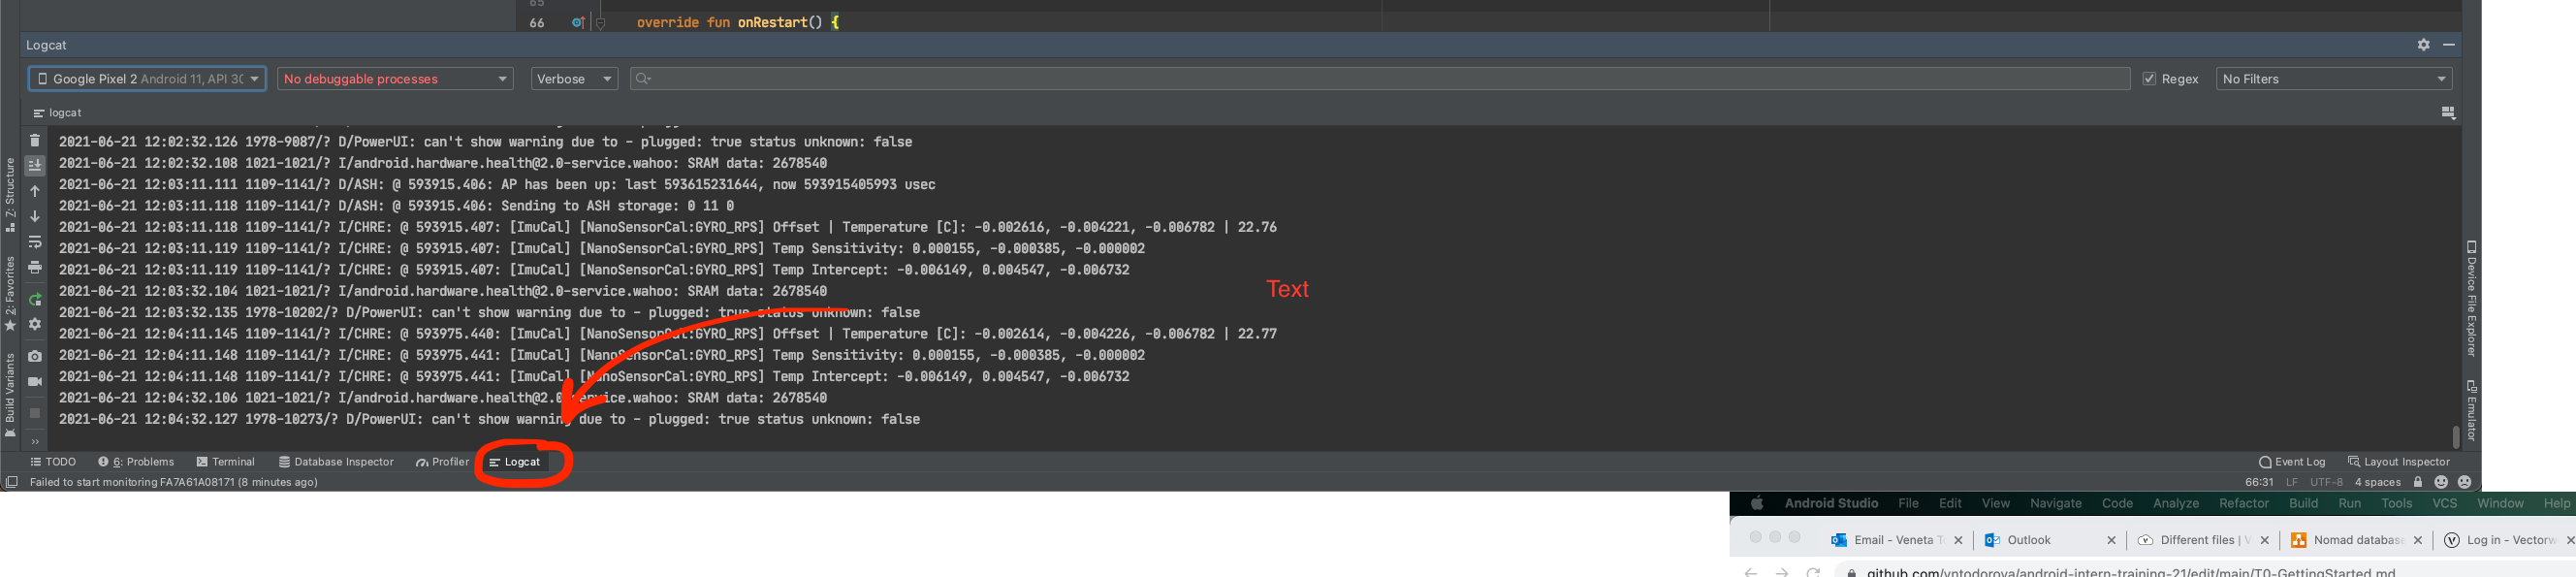 65
66 override fun onRestart() {
Logcat
Google Pixel 2 Android 11, API 30
No debuggable processes
Verbose
Regex
No Filters
logcat
2021-06-21 12:02:32.126 1978-9087/? D/PowerUI: can't show warning due to - plugged: true status unknown: false
2021-06-21 12:02:32.108 1021-1021/? I/android.hardware.health@2.0-service.wahoo: SRAM data: 2678540
2021-06-21 12:03:11.111 1109-1141/? D/ASH: @ 593915.406: AP has been up: last 593615231644, now 593915405993 usec
2021-06-21 12:03:11.118 1109-1141/? D/ASH: @ 593915.406: Sending to ASH storage: 0 11 0
2021-06-21 12:03:11.118 1109-1141/? I/CHRE: @ 593915.407: [ImuCal] [NanoSensorCal:GYRO_RPS] Offset | Temperature [C]: -0.002616, -0.004221, -0.006782 | 22.76
2021-06-21 12:03:11.119 1109-1141/? I/CHRE: @ 593915.407: [ImuCal] [NanoSensorCal:GYRO_RPS] Temp Sensitivity: 0.000155, -0.000385, -0.000002
2021-06-21 12:03:11.119 1109-1141/? I/CHRE: @ 593915.407: [ImuCal] [NanoSensorCal:GYRO_RPS] Temp Intercept: -0.006149, 0.004547, -0.006732
2021-06-21 12:03:32.104 1021-1021/? I/android.hardware.health@2.0-service.wahoo: SRAM data: 2678540
Text
2021-06-21 12:03:32.135 1978-10202/? D/PowerUI: can't show warning due to - plugged: true status unknown: false
2021-06-21 12:04:11.145 1109-1141/? I/CHRE: @ 593975.440: [ImuCal] [NanoSensorCal:GYRO_RPS] Offset | Temperature [C]: -0.002614, -0.004226, -0.006782 | 22.77
2021-06-21 12:04:11.148 1109-1141/? I/CHRE: @ 593975.441: [ImuCal] [NanoSensorCal:GYRO_RPS] Temp Sensitivity: 0.000155, -0.000385, -0.000002
2021-06-21 12:04:11.148 1109-1141/? I/CHRE: @ 593975.441: [ImuCal] [NanoSensorCal:GYRO_RPS] Temp Intercept: -0.006149, 0.004547, -0.006732
2021-06-21 12:04:32.106 1021-1021/? I/android.hardware.health@2.0-service.wahoo: SRAM data: 2678540
2021-06-21 12:04:32.127 1978-10273/? D/PowerUI: can't show warning due to - plugged: true status unknown: false
Z: Structure
2: Favorites
Build Variants
Device File Explorer
Emulator
TODO 6: Problems Terminal Database Inspector Profiler Logcat Event Log Layout Inspector
Failed to start monitoring FA7A61A08171 (8 minutes ago) 66:31 LF UTF-8 4 spaces
Android Studio File Edit View Navigate Code Analyze Refactor Build Run Tools VCS Window Help
Email - Veneta Outlook Different files | Nomad database Log in - Vectorw
github.com/vntodorova/android-intern-training-21/edit/main/T0-GettingStarted.md